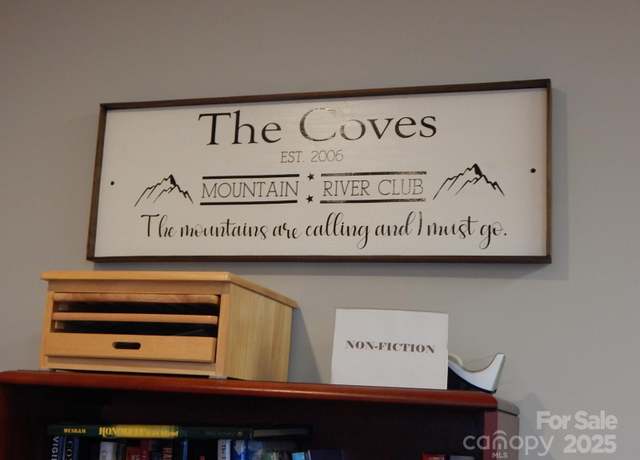 The Coves
EST. 2006
MOUNTAIN RIVER CLUB
The mountains are calling and I must go.
NON-FICTION
For Sale
canopy 2025
MLS